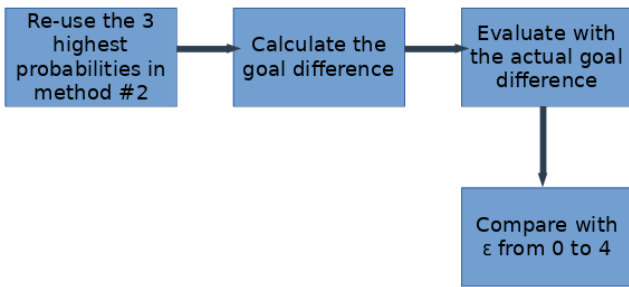 Re-use the 3
highest
probabilities in
method #2
Calculate the
goal difference
Evaluate with
the actual goal
difference
Compare with
ε from 0 to 4